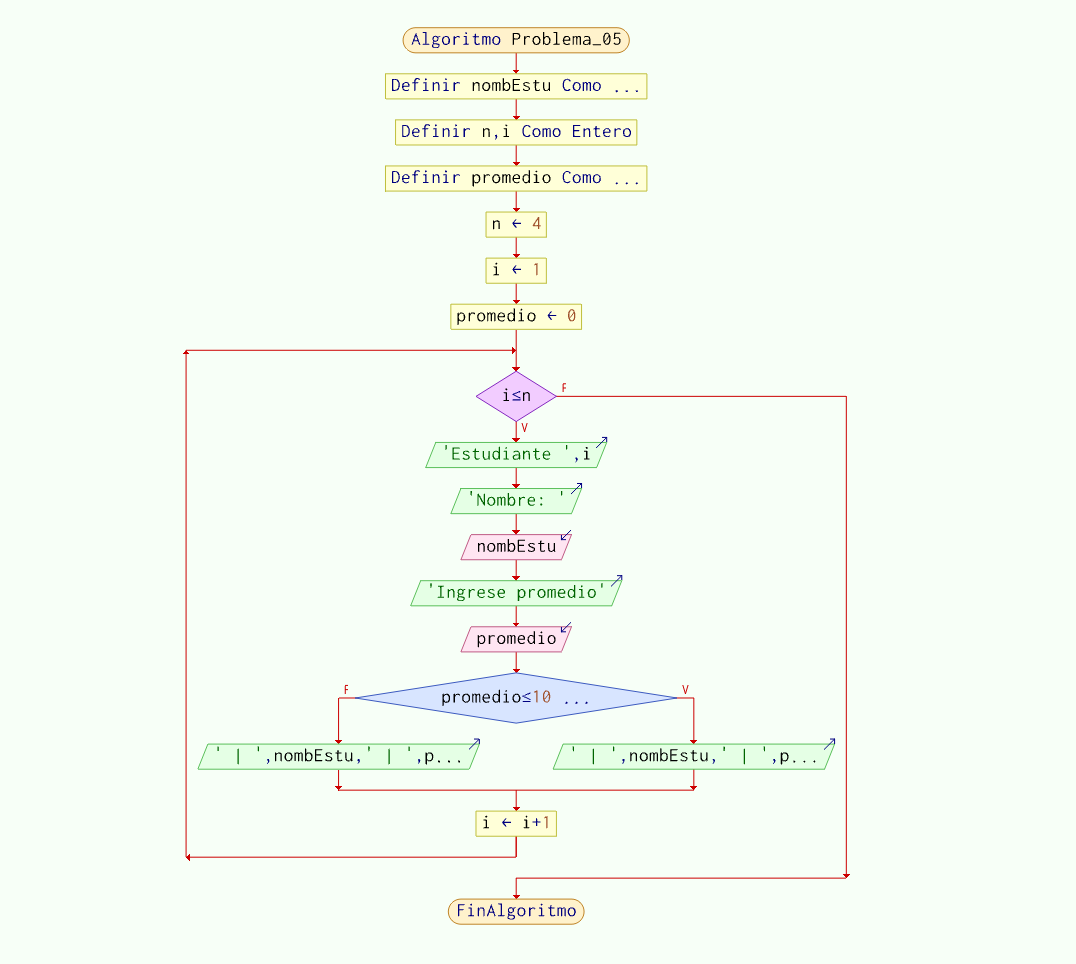 Algoritmo Problema_05
Definir nombEstu Como ...
Definir n,i Como Entero
Definir promedio Como ...
n ← 4
i ← 1
promedio ← 0
i≤n
F
V
'Estudiante ',i
'Nombre: '
nombEstu
'Ingrese promedio'
promedio
F
promedio≤10 ...
V
' | ',nombEstu,' | ',p...
' | ',nombEstu,' | ',p...
i ← i+1
FinAlgoritmo